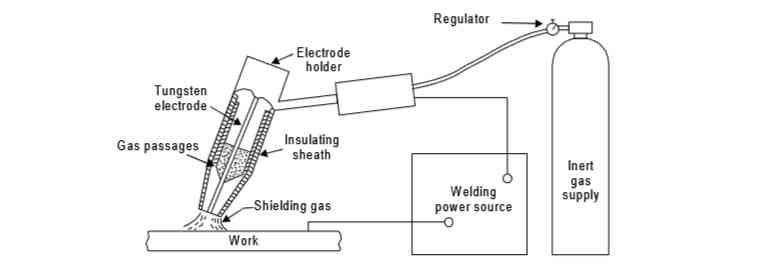 Regulator
Electrode
holder
Tungsten
electrode
Gas passages
Insulating
sheath
Shielding gas
Work
Welding
power source
Inert
gas
supply